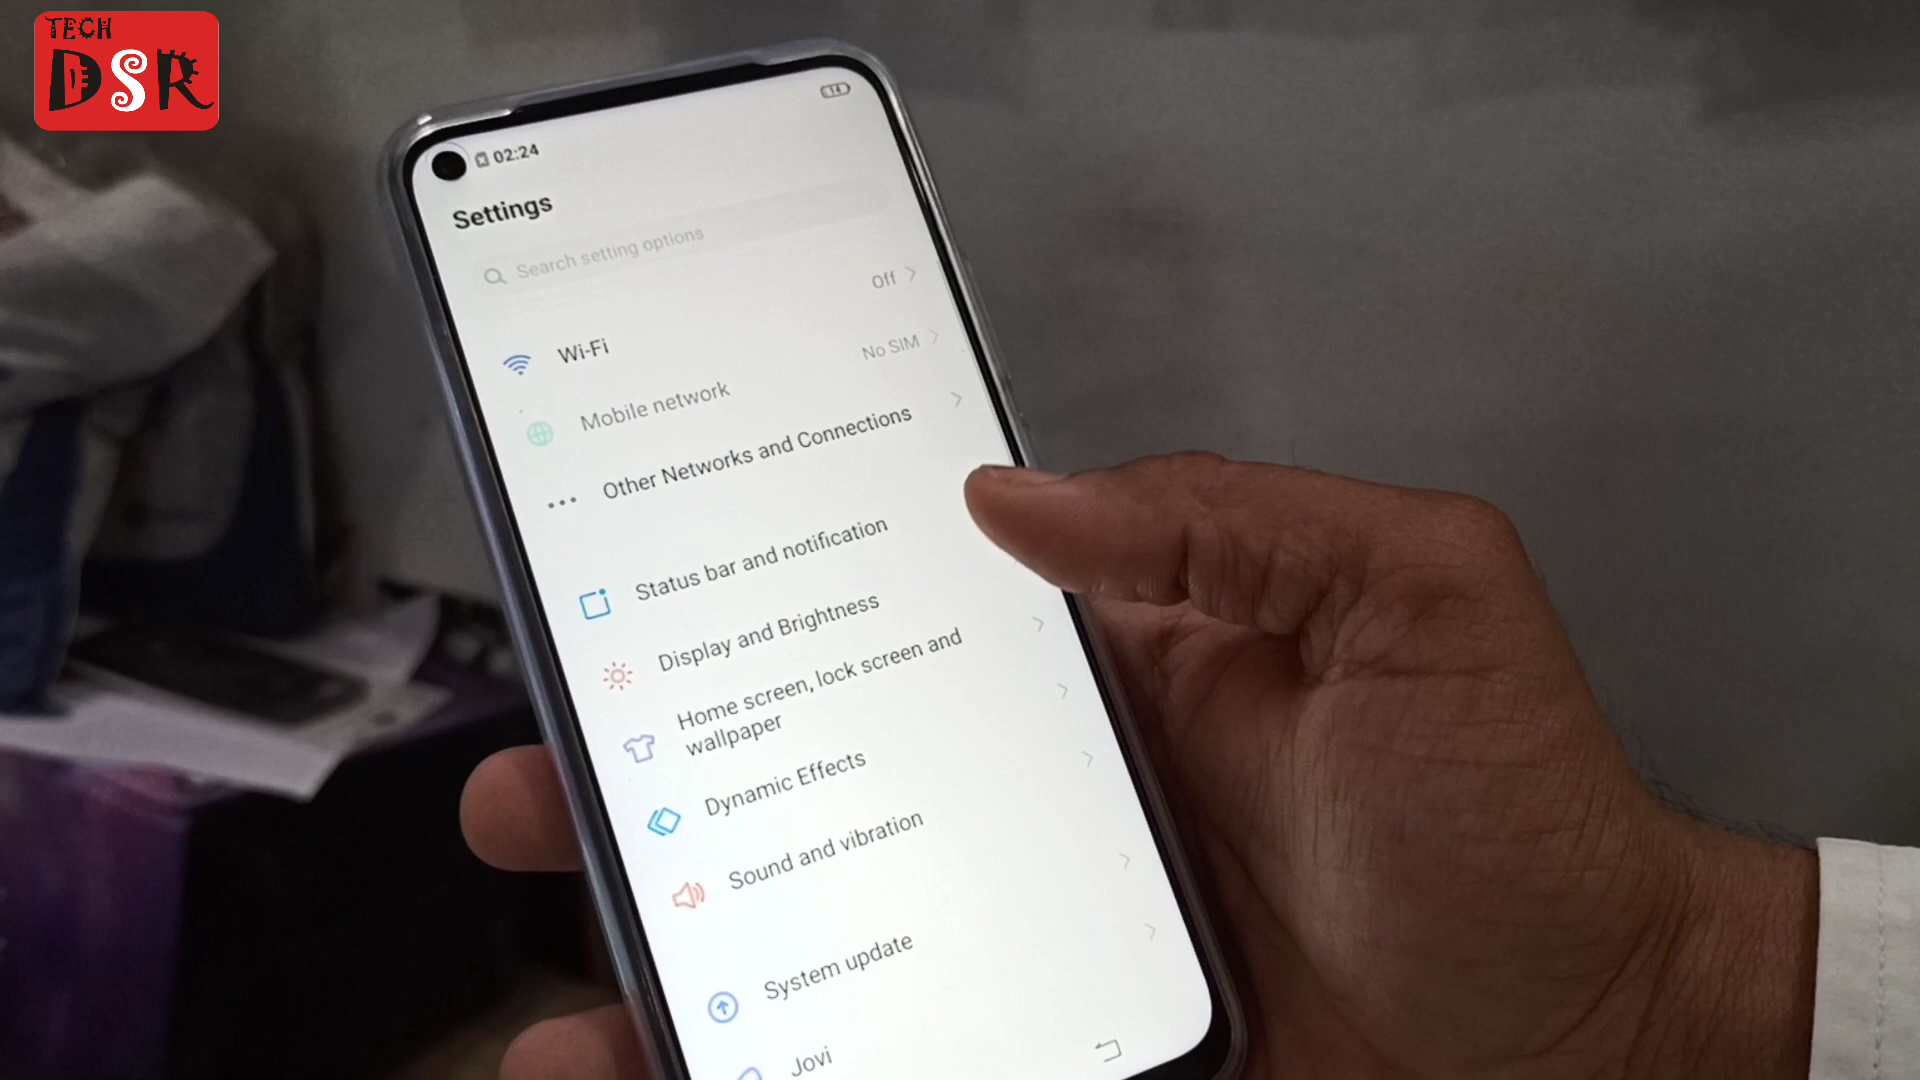 TECH
DSR
14
02:24
Settings
Search setting options
Wi-Fi Off
Mobile network No SIM
Other Networks and Connections
Status bar and notification
Display and Brightness
Home screen, lock screen and
wallpaper
Dynamic Effects
Sound and vibration
System update
Jovi